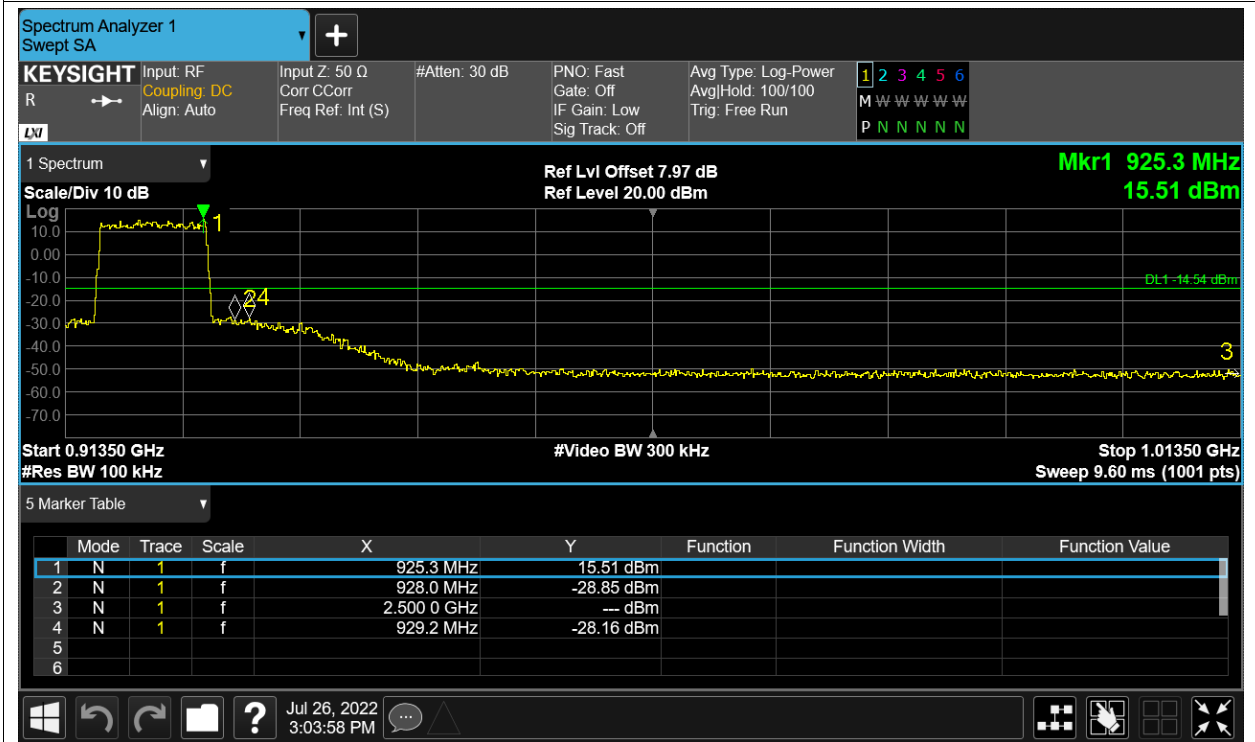 Spectrum Analyzer 1
Swept SA
+
KEYSIGHT Input: RF Input Z: 50 Ω #Atten: 30 dB PNO: Fast Avg Type: Log-Power 1 2 3 4 5 6
R Coupling: DC Corr CCorr Gate: Off Avg|Hold: 100/100 M W W W W W
Align: Auto Freq Ref: Int (S) IF Gain: Low Trig: Free Run
LXI Sig Track: Off P N N N N N
1 Spectrum Ref Lvl Offset 7.97 dB Mkr1 925.3 MHz
Scale/Div 10 dB Ref Level 20.00 dBm 15.51 dBm
Log
1
10.0
0.00
-10.0
DL1 -14.54 dBm
-20.0 24
-30.0
-40.0 3
-50.0
-60.0
-70.0
Start 0.91350 GHz #Video BW 300 kHz Stop 1.01350 GHz
#Res BW 100 kHz Sweep 9.60 ms (1001 pts)
5 Marker Table
Mode Trace Scale X Y Function Function Width Function Value
1 N 1 f 925.3 MHz 15.51 dBm
2 N 1 f 928.0 MHz -28.85 dBm
3 N 1 f 2.500 0 GHz --- dBm
4 N 1 f 929.2 MHz -28.16 dBm
5
6
? Jul 26, 2022
3:03:58 PM